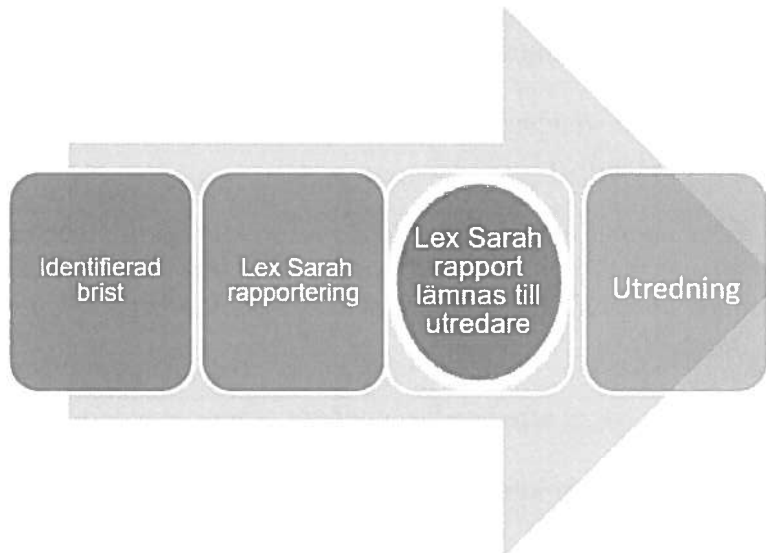 Identifierad
brist
Lex Sarah
rapportering
Lex Sarah
rapport
lämnas till
utredare
Utredning